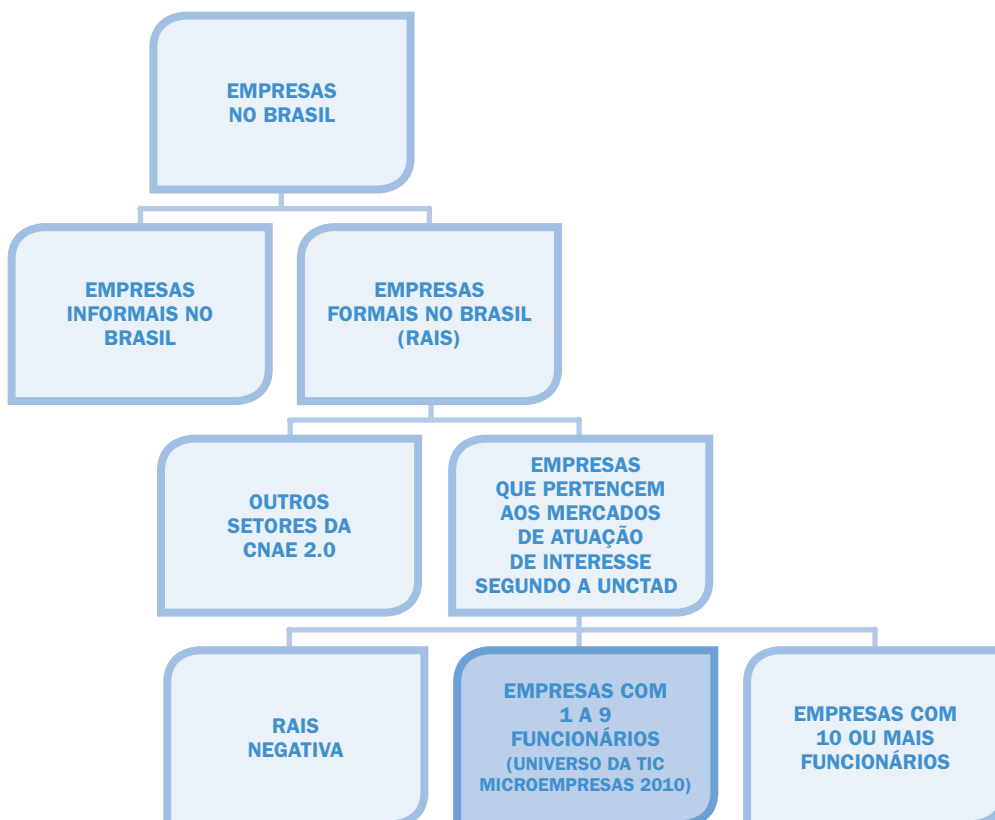 EMPRESAS
NO BRASIL
EMPRESAS
INFORMAIS NO
BRASIL
EMPRESAS
FORMAIS NO BRASIL
(RAIS)
OUTROS
SETORES DA
CNAE 2.0
EMPRESAS
QUE PERTENCEM
AOS MERCADOS
DE ATUAÇÃO
DE INTERESSE
SEGUNDO A UNCTAD
RAIS
NEGATIVA
EMPRESAS COM
1 A 9
FUNCIONÁRIOS
(UNIVERSO DA TIC
MICROEMPRESAS 2010)
EMPRESAS COM
10 OU MAIS
FUNCIONÁRIOS